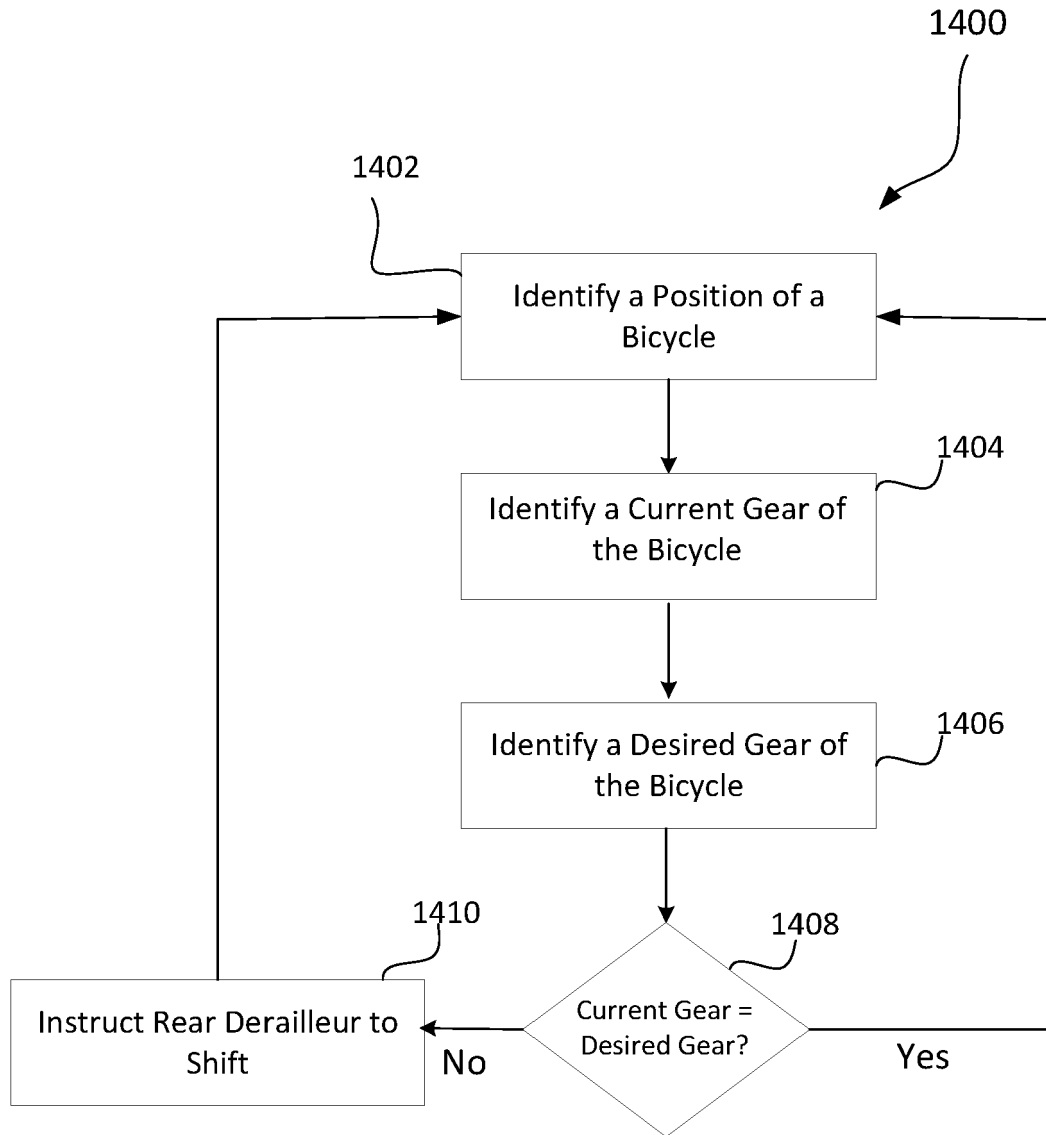 1400
1402
Identify a Position of a
Bicycle
1404
Identify a Current Gear of
the Bicycle
1406
Identify a Desired Gear of
the Bicycle
1408
Current Gear =
Desired Gear?
Yes
No
1410
Instruct Rear Derailleur to
Shift